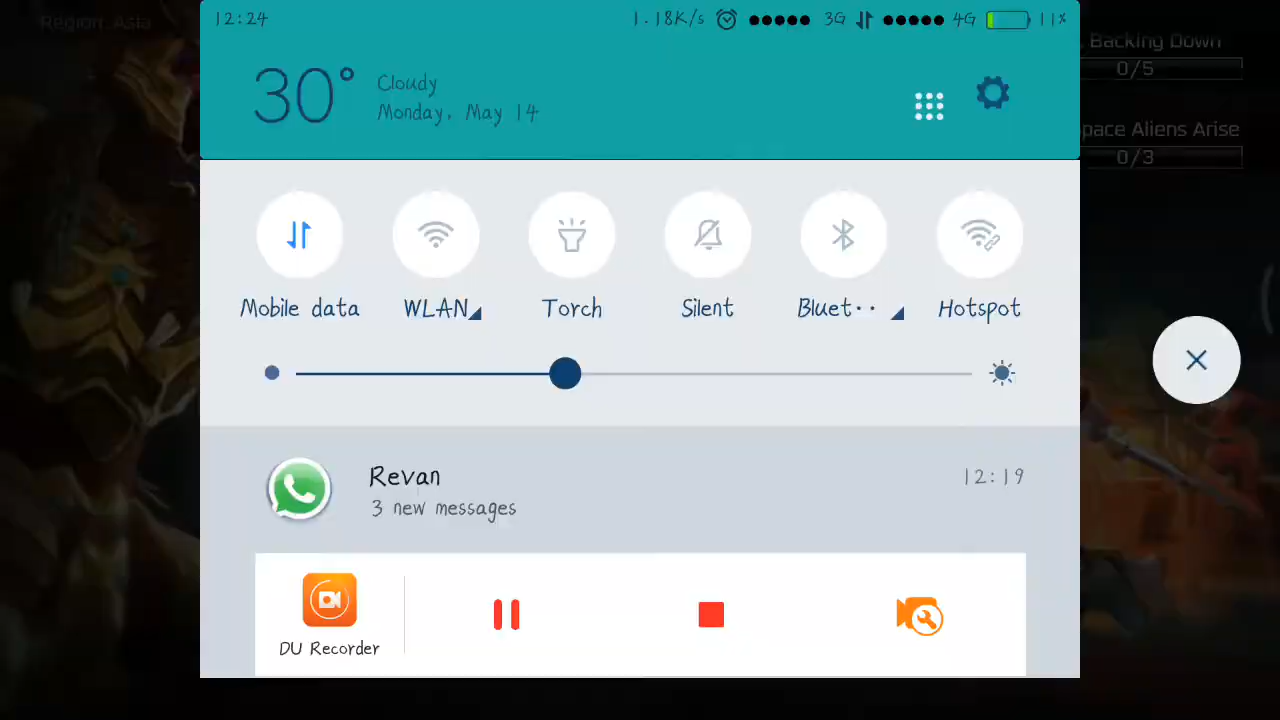 Region: Asia
12:24
1.18K/s 3G 4G 11%
Backing Down
0/5
30°
Cloudy
Monday, May 14
pace Aliens Arise
0/3
Mobile data
WLAN
Torch
Silent
Bluet··
Hotspot
Revan
12:19
3 new messages
DU Recorder